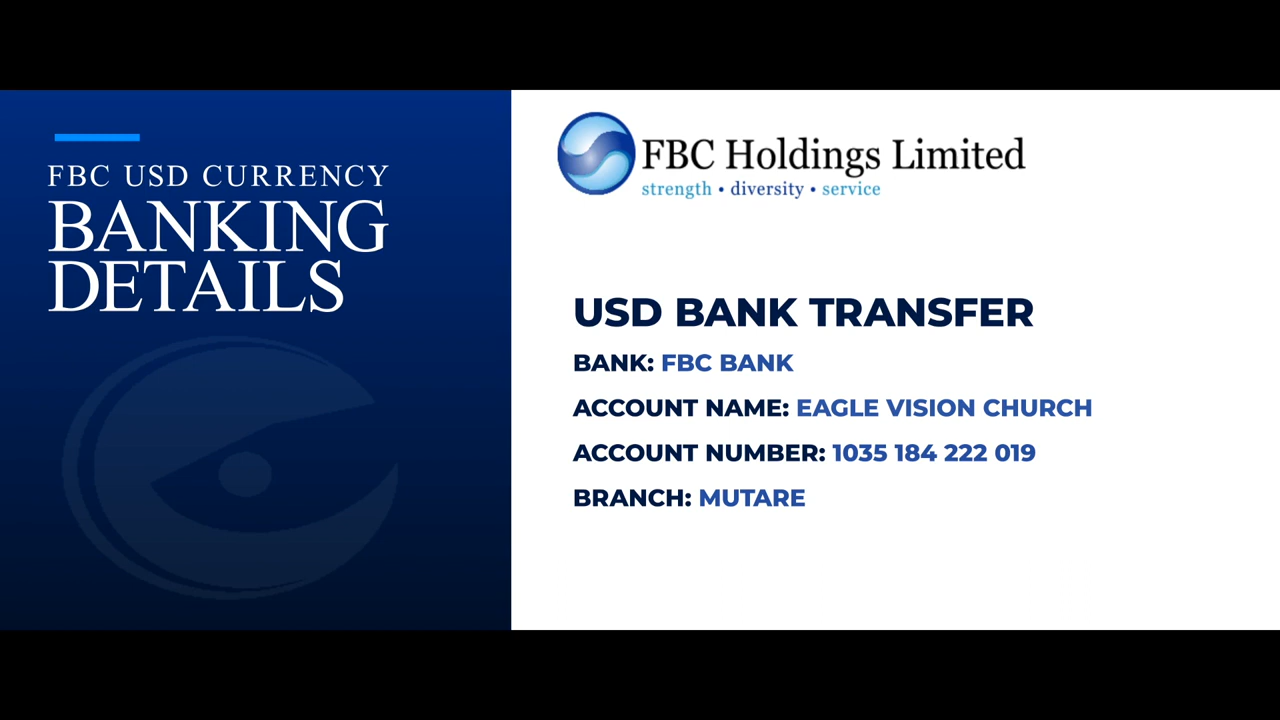 FBC USD CURRENCY
BANKING
DETAILS
FBC Holdings Limited
strength • diversity • service
USD BANK TRANSFER
BANK: FBC BANK
ACCOUNT NAME: EAGLE VISION CHURCH
ACCOUNT NUMBER: 1035 184 222 019
BRANCH: MUTARE